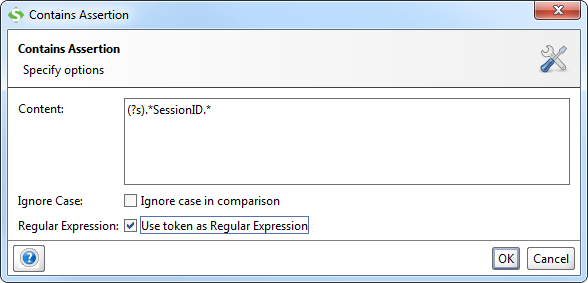 Contains Assertion
Contains Assertion
Specify options
Content:
(?s).*SessionID.*
Ignore Case:
Ignore case in comparison
Regular Expression:
Use token as Regular Expression
?
OK
Cancel